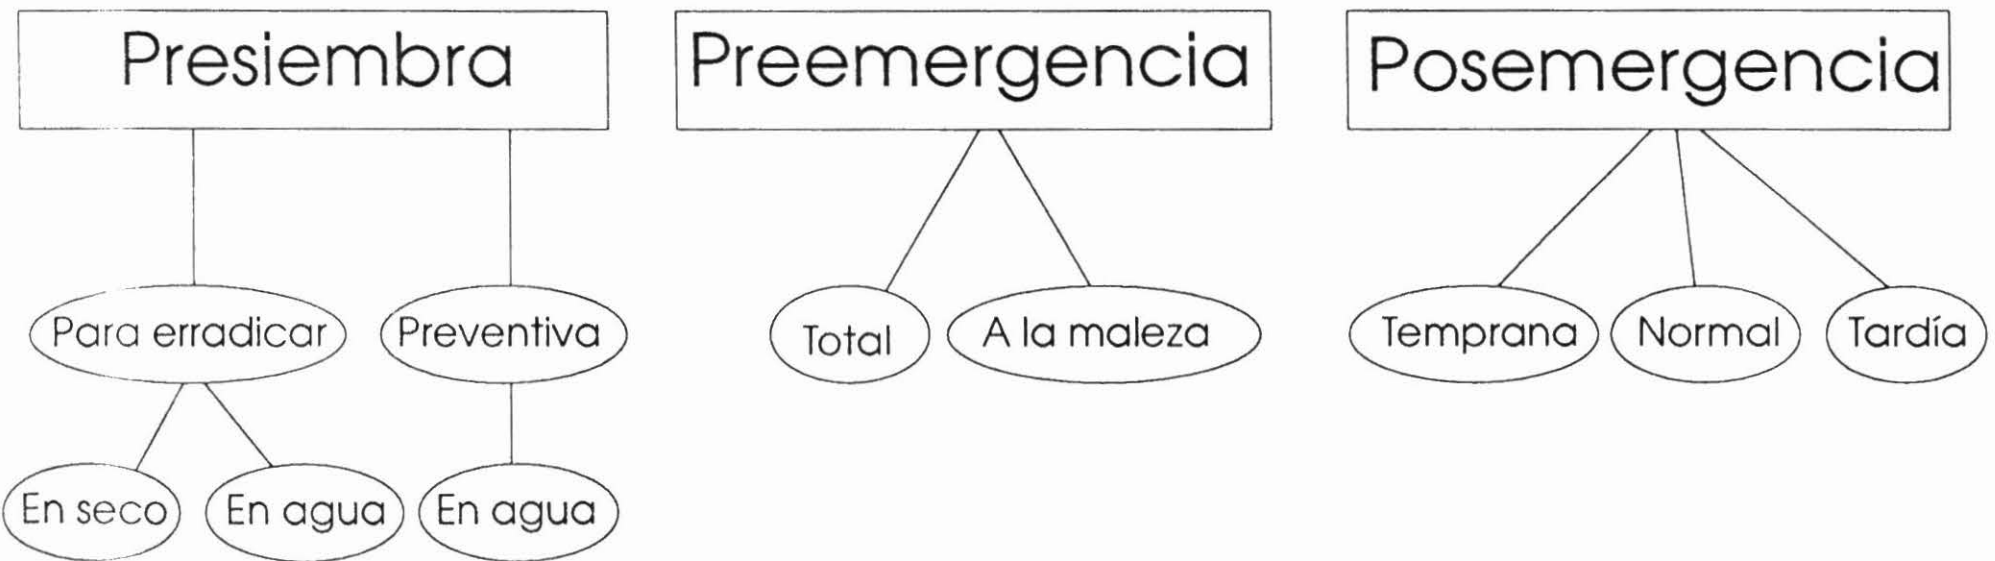 Presiembra
Preemergencia
Posemergencia
Para erradicar
Preventiva
Total
A la maleza
Temprana
Normal
Tardía
En seco
En agua
En agua